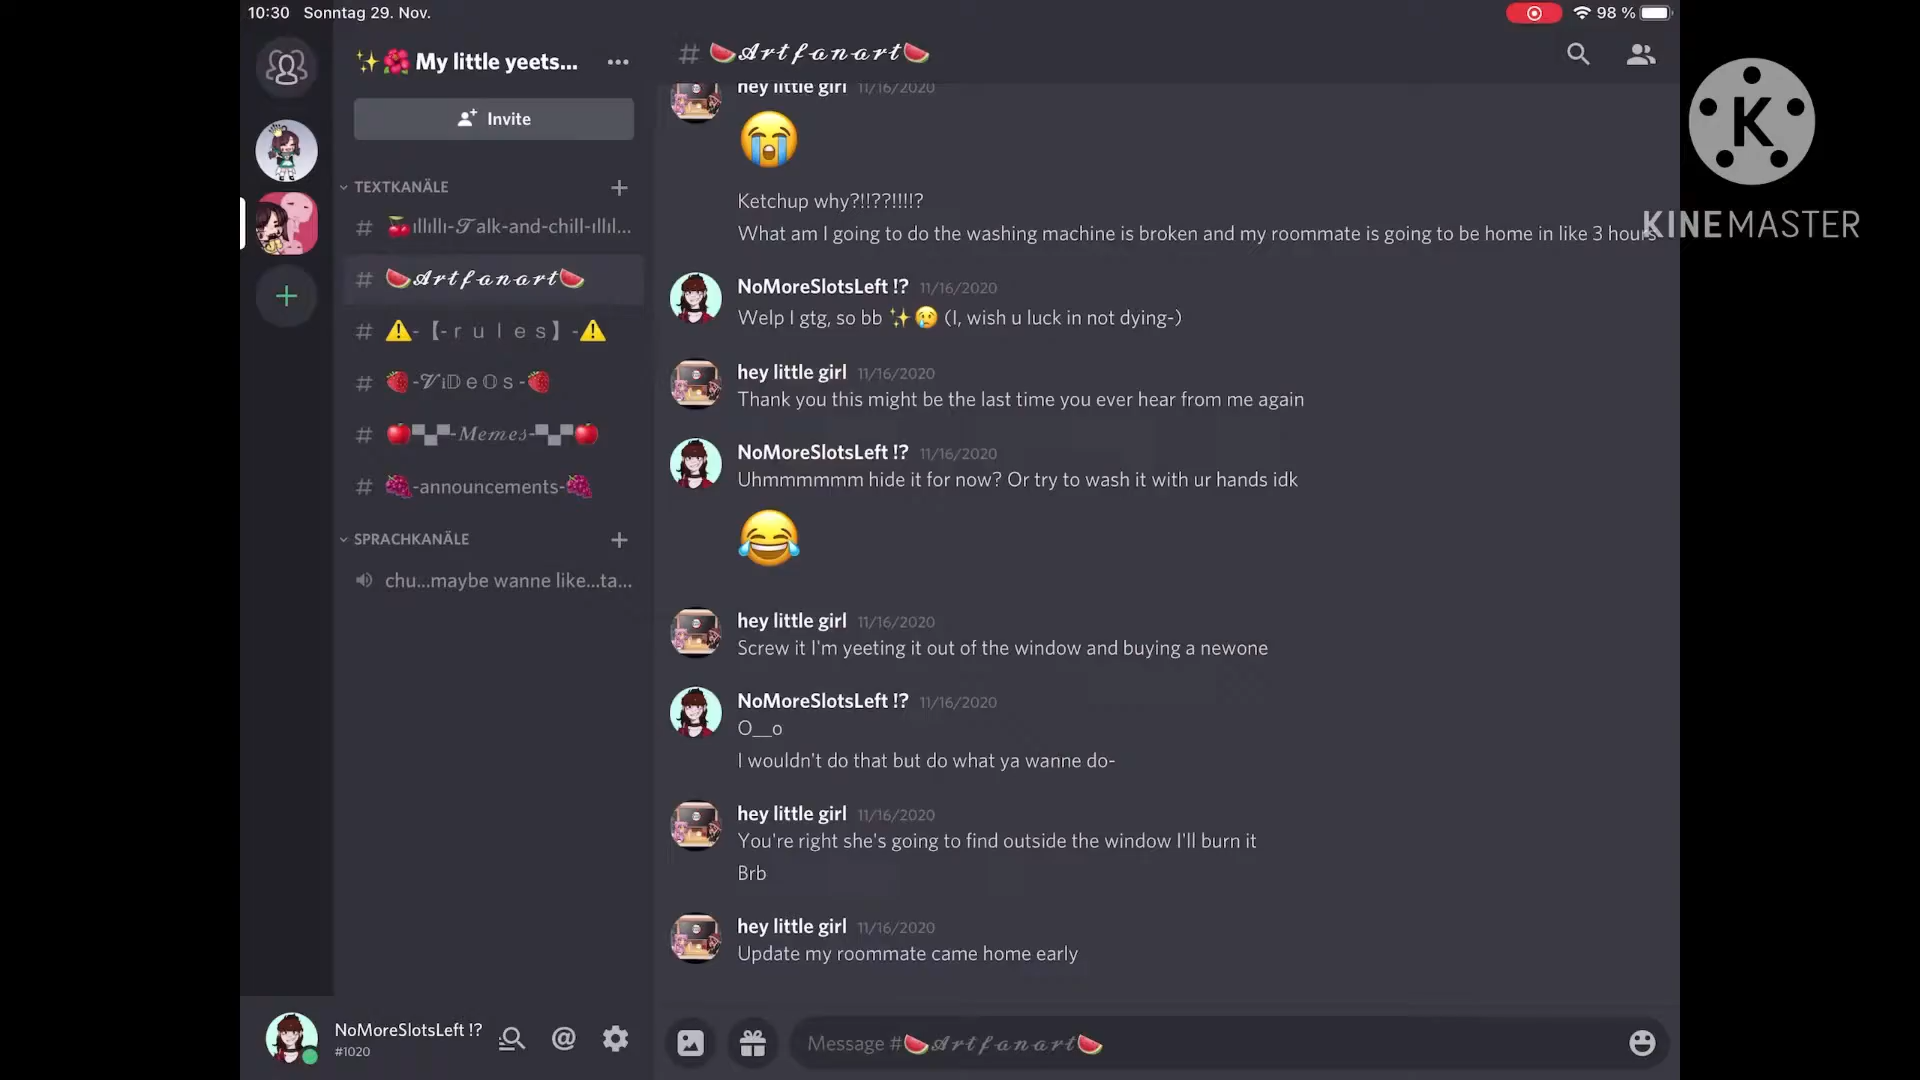 10:30 Sonntag 29. Nov.
98 %
✨🌺 My little yeets...
Invite
TEXTKANÄLE
# 🍒ıllıllı-𝒯alk-and-chill-ıllıl...
# 🍉𝓐𝓻𝓽𝓯𝓪𝓷𝓪𝓻𝓽🍉
# ⚠️-【-ｒｕｌｅｓ】-⚠️
# 🍓-𝓥ı𝔻ｅ𝕆ｓ-🍓
# 🍎▀▄▀-𝑀𝑒𝓂𝑒𝓈-▀▄▀🍎
# 🍇-announcements-🍇
SPRACHKANÄLE
chu...maybe wanne like...ta...
NoMoreSlotsLeft !?
#1020
# 🍉𝓐𝓻𝓽𝓯𝓪𝓷𝓪𝓻𝓽🍉
hey little girl 11/16/2020
😭
Ketchup why?!!??!!!!?
What am I going to do the washing machine is broken and my roommate is going to be home in like 3 hours
NoMoreSlotsLeft !? 11/16/2020
Welp I gtg, so bb ✨😢 (I, wish u luck in not dying-)
hey little girl 11/16/2020
Thank you this might be the last time you ever hear from me again
NoMoreSlotsLeft !? 11/16/2020
Uhmmmmmm hide it for now? Or try to wash it with ur hands idk
😂
hey little girl 11/16/2020
Screw it I'm yeeting it out of the window and buying a newone
NoMoreSlotsLeft !? 11/16/2020
O__o
I wouldn't do that but do what ya wanne do-
hey little girl 11/16/2020
You're right she's going to find outside the window I'll burn it
Brb
hey little girl 11/16/2020
Update my roommate came home early
Message #🍉𝓐𝓻𝓽𝓯𝓪𝓷𝓪𝓻𝓽🍉
K
KINEMASTER